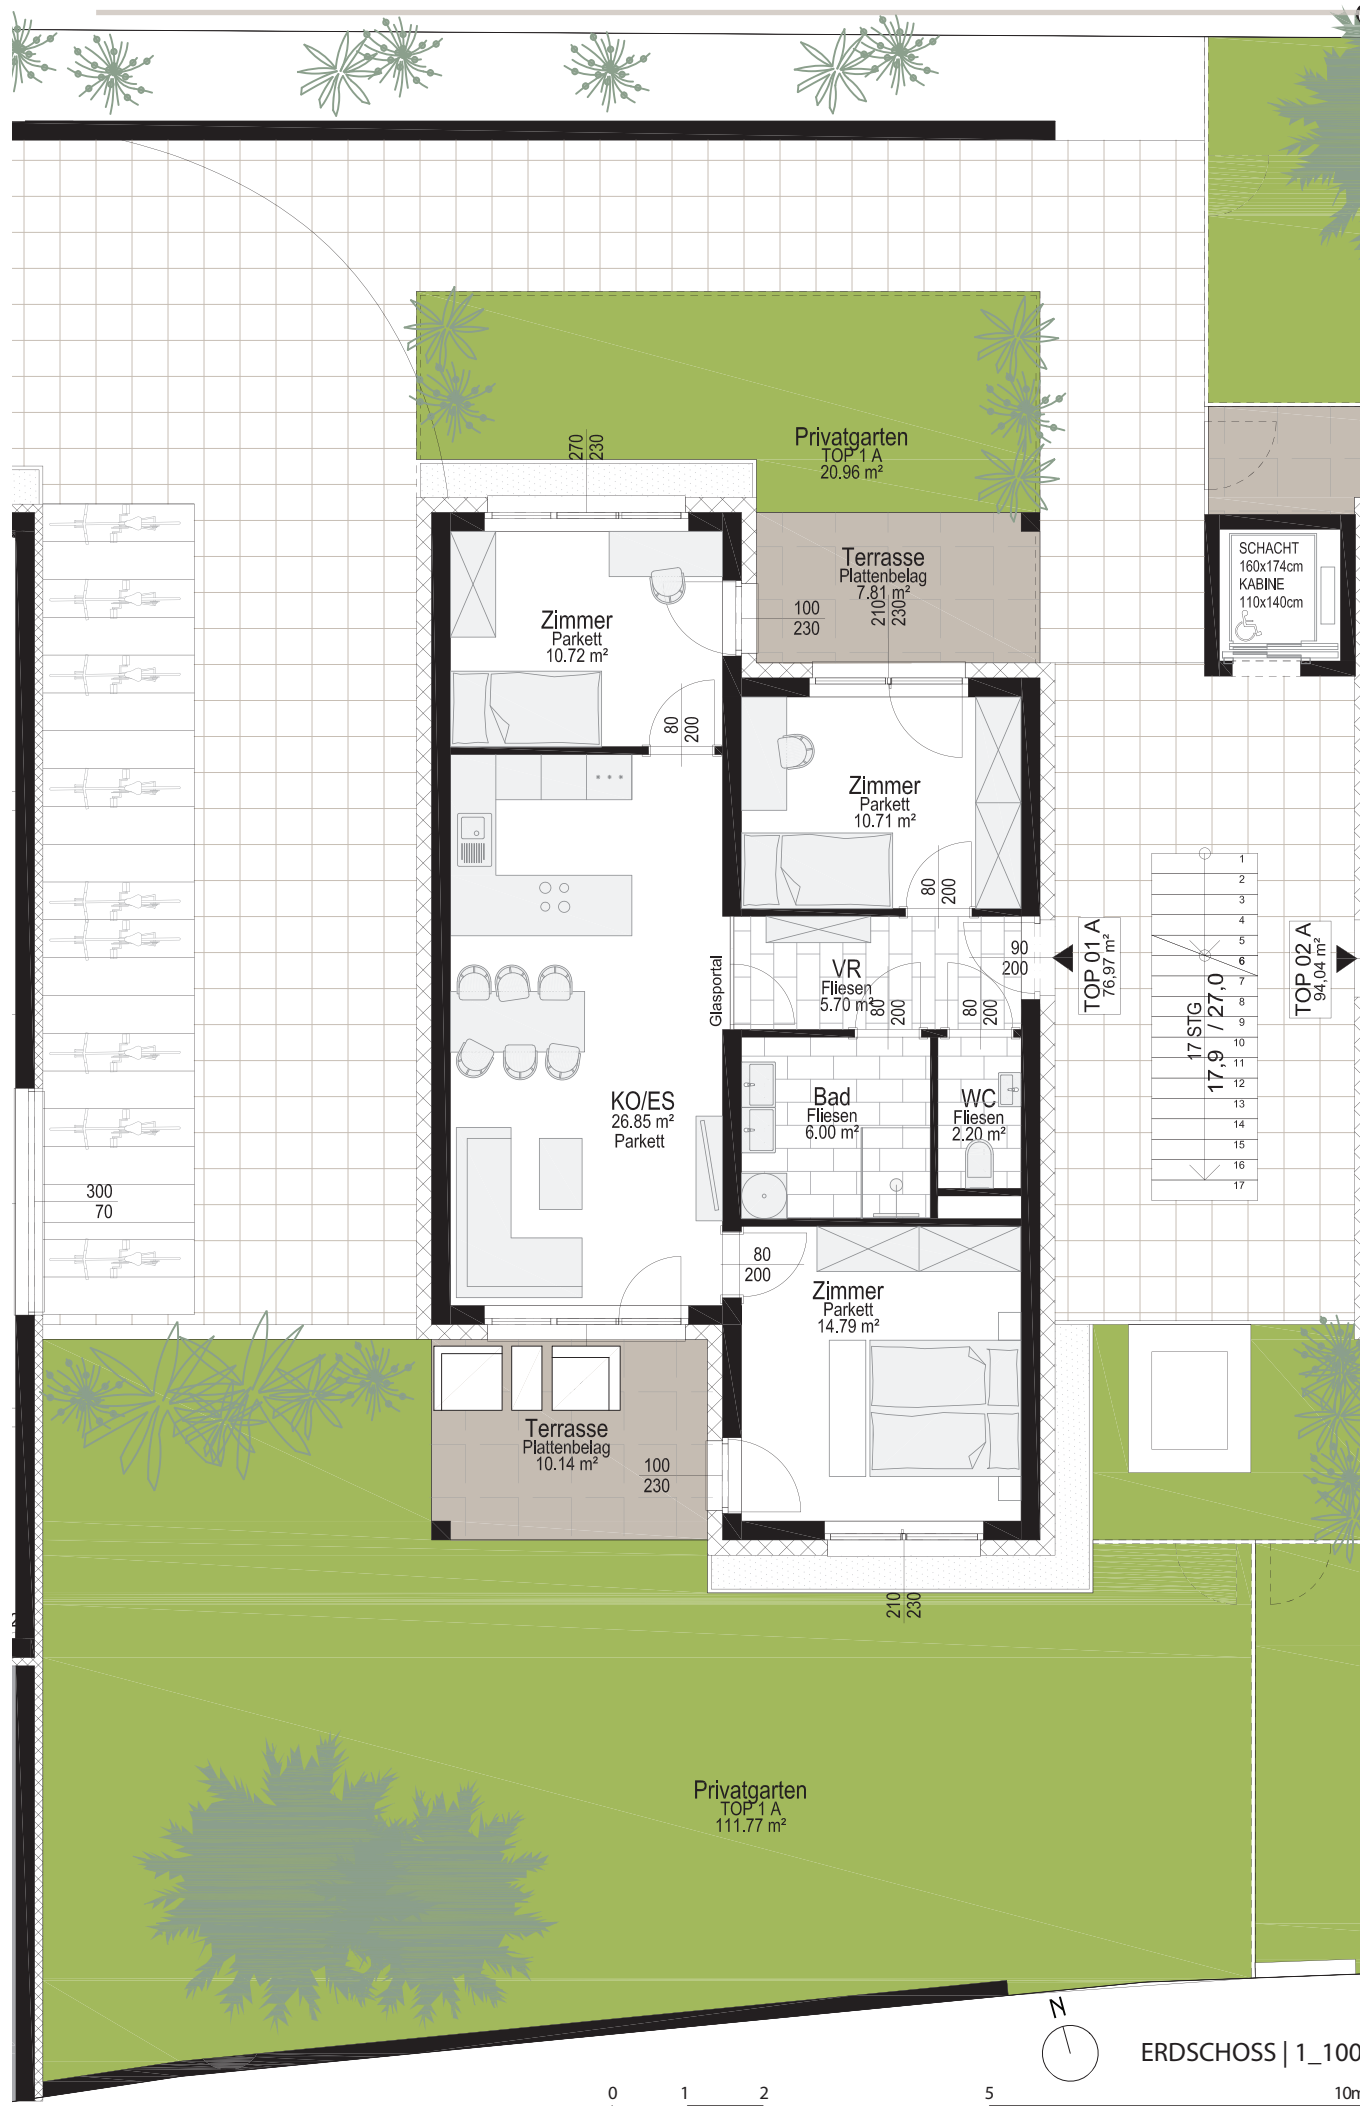 Privatgarten
TOP 1 A
20.96 m²
270
230
Terrasse
Plattenbelag
7.81 m²
210
230
100
230
SCHACHT
160x174cm
KABINE
110x140cm
Zimmer
Parkett
10.72 m²
80
200
Zimmer
Parkett
10.71 m²
80
200
1
2
3
4
5
6
7
8
9
10
11
12
13
14
15
16
17
17 STG
17,9 / 27,0
TOP 01 A
76,97 m²
TOP 02 A
94,04 m²
90
200
Glasportal
VR
Fliesen
5.70 m²
80
200
80
200
KO/ES
26.85 m²
Parkett
Bad
Fliesen
6.00 m²
WC
Fliesen
2.20 m²
300
70
80
200
Zimmer
Parkett
14.79 m²
Terrasse
Plattenbelag
10.14 m²
100
230
210
230
Privatgarten
TOP 1 A
111.77 m²
N
ERDSCHOSS | 1_100
0 1 2 5 10m